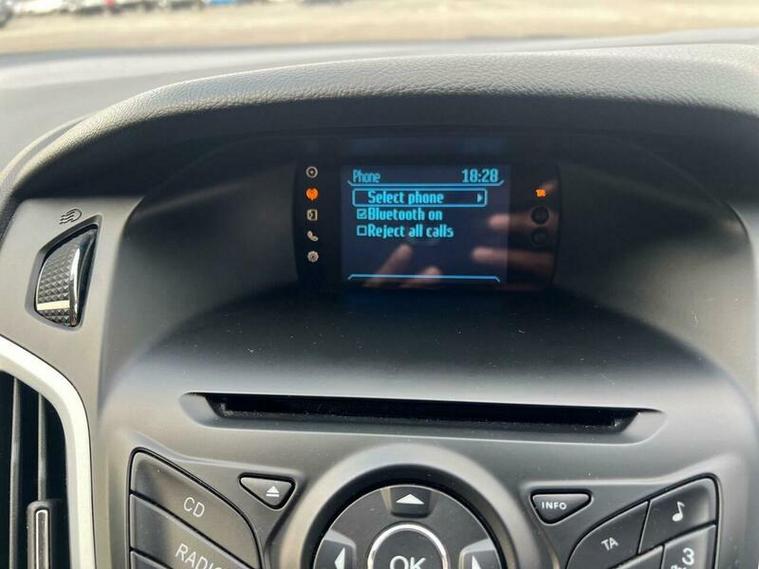 Phone 18:28
Select phone
Bluetooth on
Reject all calls
CD
INFO
TA
RADIO
OK
3